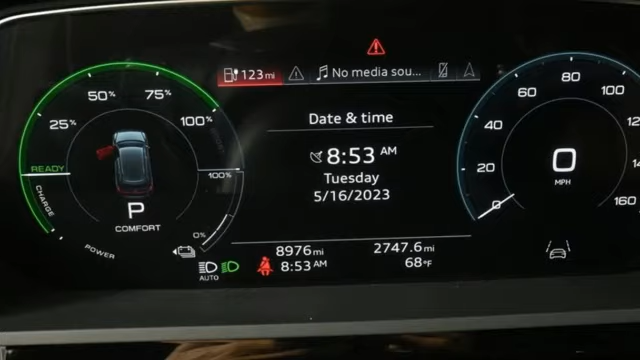 123 mi
No media sou...
50%
75%
25%
100%
READY
CHARGE
POWER
P
COMFORT
100%
0%
Date & time
8:53 AM
Tuesday
5/16/2023
8976 mi
2747.6 mi
AUTO
8:53 AM
68°F
0
20
40
60
80
100
160
0
MPH